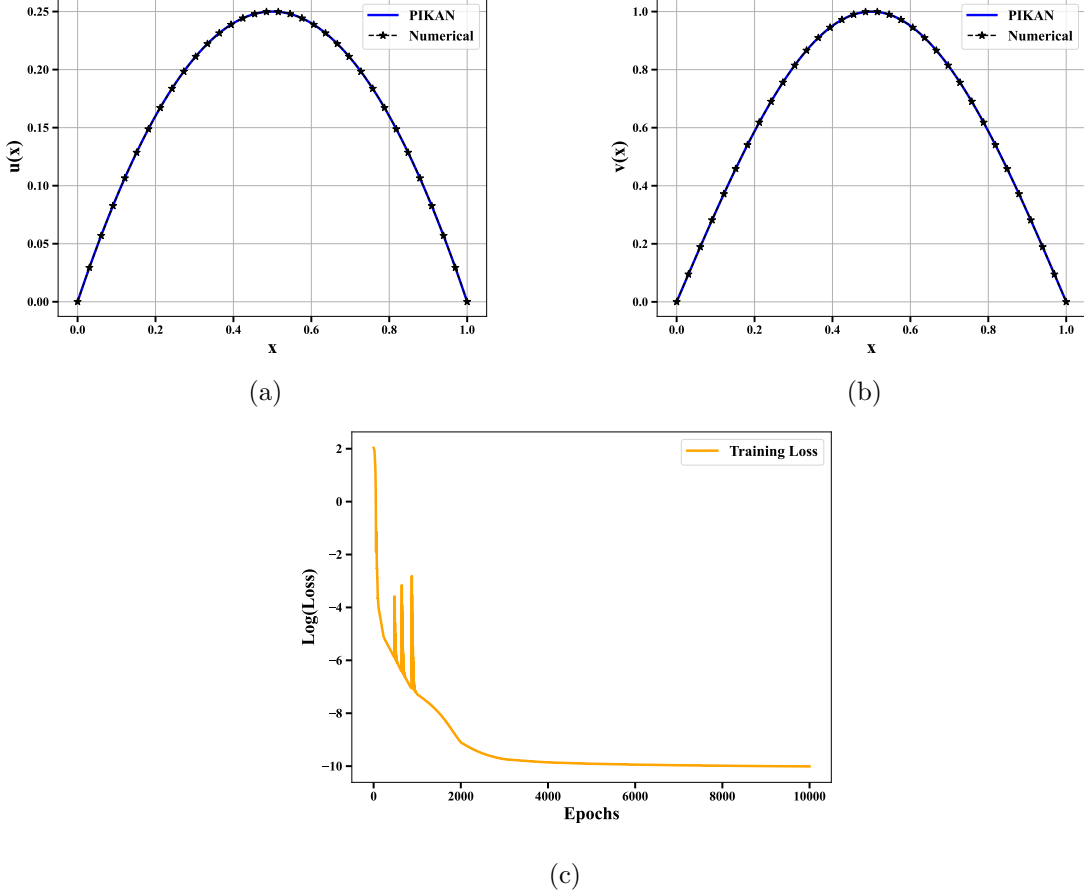 0.25
0.20
0.15
0.10
0.05
0.00
u(x)
PIKAN
Numerical
0.0 0.2 0.4 0.6 0.8 1.0
x
(a)
1.0
0.8
0.6
0.4
0.2
0.0
v(x)
PIKAN
Numerical
0.0 0.2 0.4 0.6 0.8 1.0
x
(b)
2
0
−2
−4
−6
−8
−10
Log(Loss)
Training Loss
0 2000 4000 6000 8000 10000
Epochs
(c)